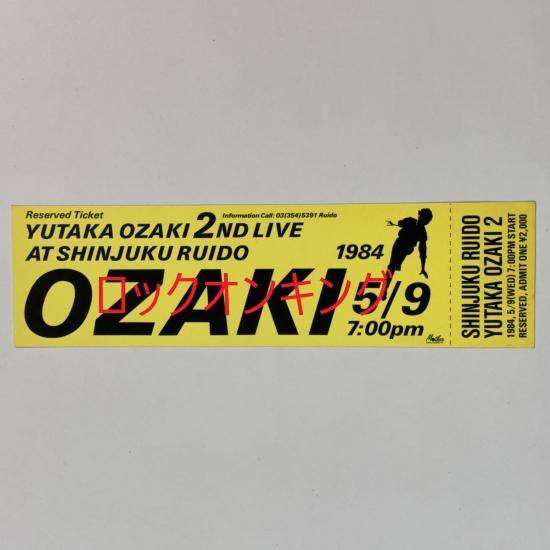 Reserved Ticket
Information Call: 03(354)5391 Ruido
YUTAKA OZAKI 2ND LIVE
AT SHINJUKU RUIDO
1984
OZAKI 5/9
7:00pm
Mother
ロックオンキング
SHINJUKU RUIDO
YUTAKA OZAKI 2
1984, 5/9(WED) 7:00PM START
RESERVED, ADMIT ONE ¥2,000